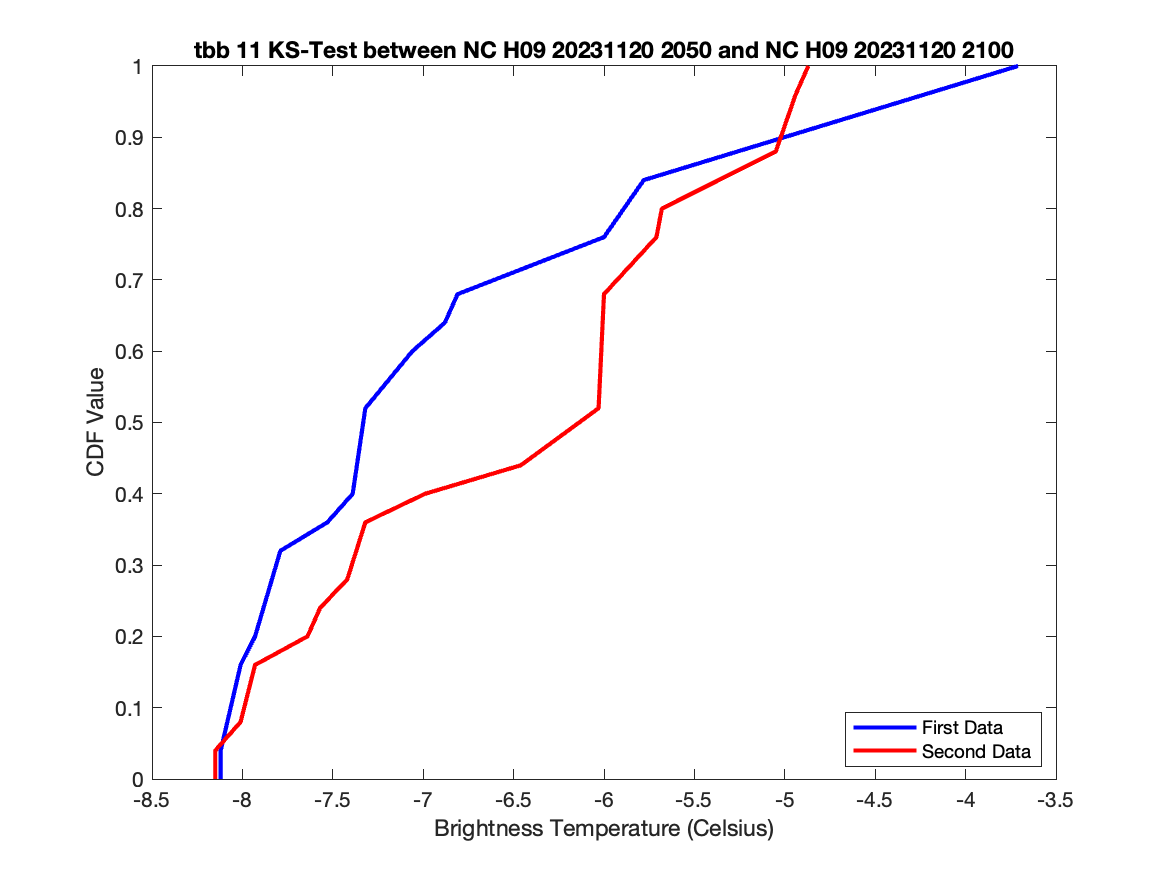 tbb 11 KS-Test between NC H09 20231120 2050 and NC H09 20231120 2100
1
0.9
0.8
0.7
0.6
0.5
0.4
0.3
0.2
0.1
0
CDF Value
First Data
Second Data
-8.5 -8 -7.5 -7 -6.5 -6 -5.5 -5 -4.5 -4 -3.5
Brightness Temperature (Celsius)